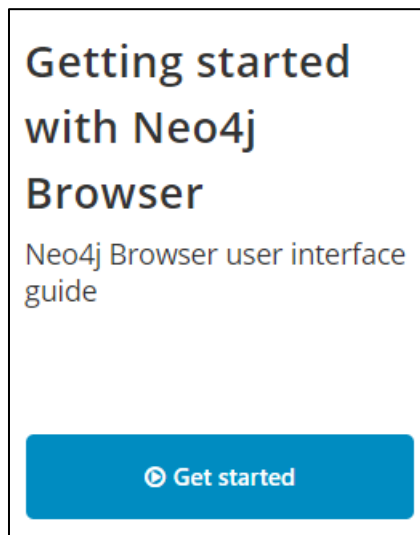 Getting started
with Neo4j
Browser
Neo4j Browser user interface
guide
Get started